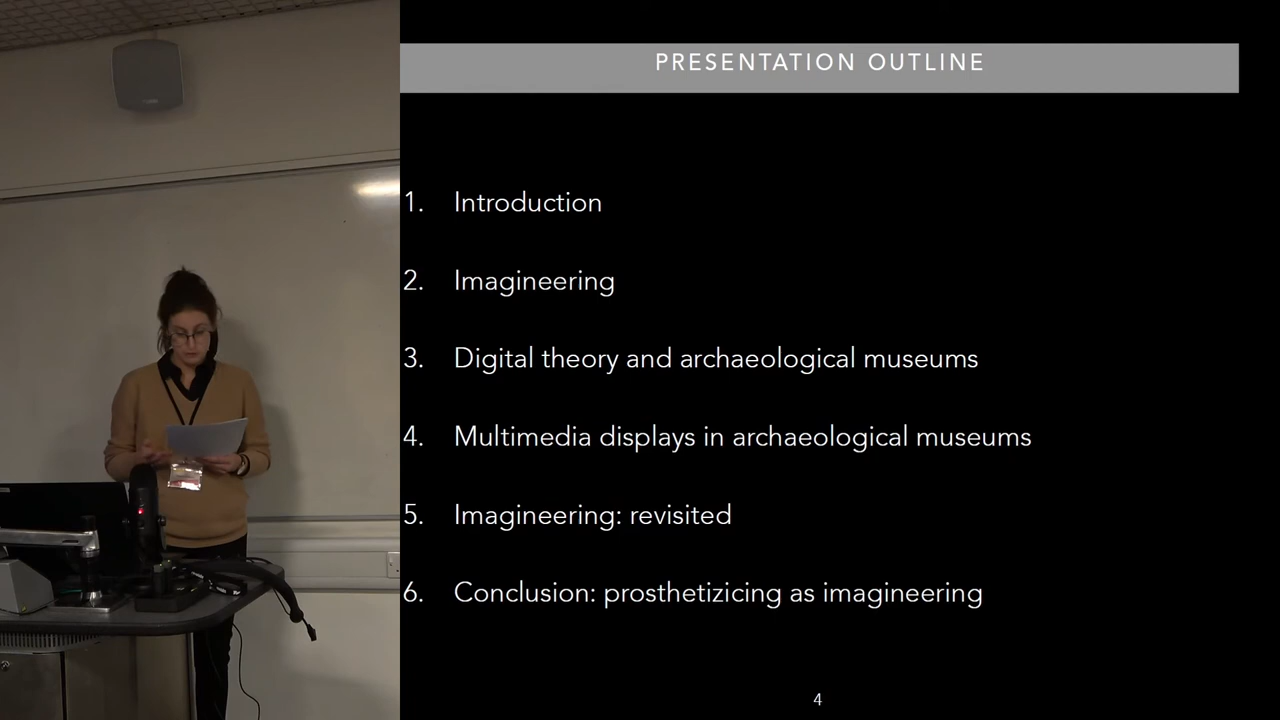 PRESENTATION OUTLINE
1. Introduction
2. Imagineering
3. Digital theory and archaeological museums
4. Multimedia displays in archaeological museums
5. Imagineering: revisited
6. Conclusion: prosthetizicing as imagineering
4